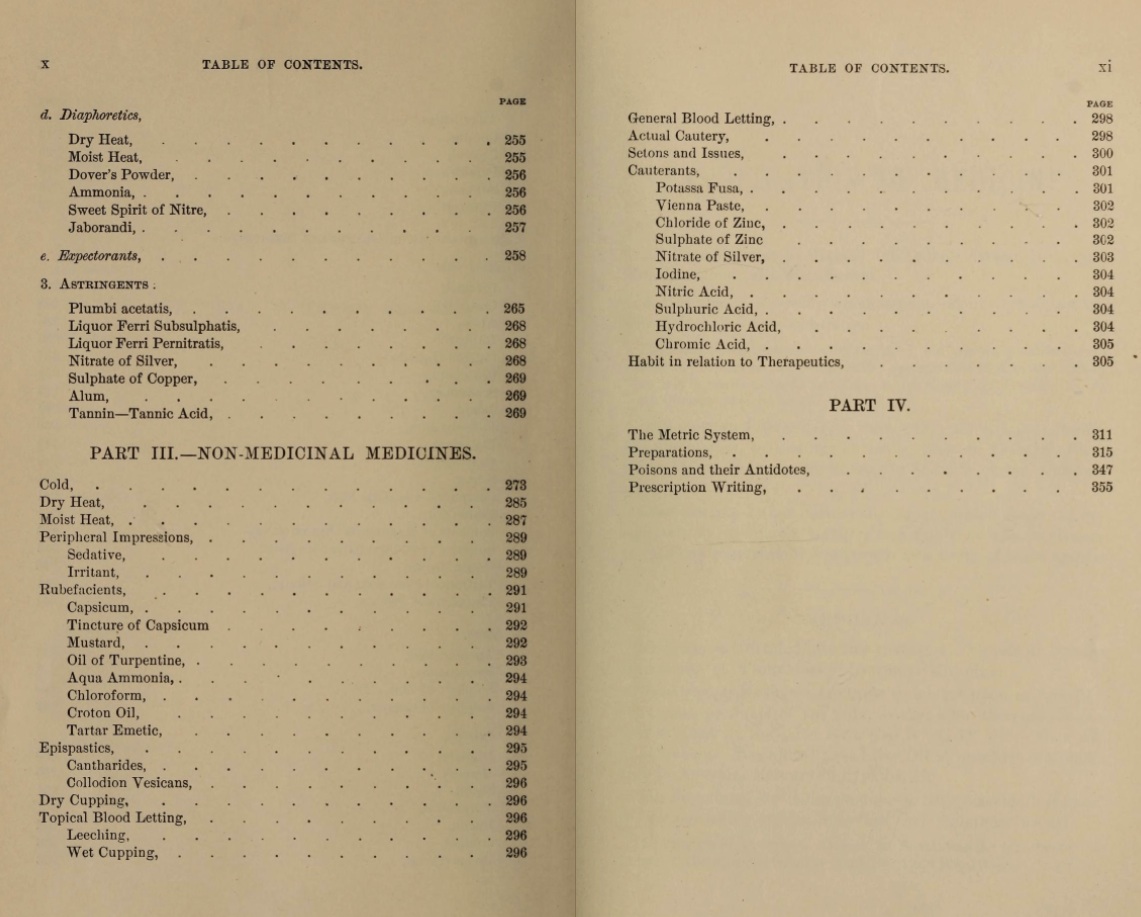 x TABLE OF CONTENTS.
PAGE
d. Diaphoretics,
Dry Heat, . . . . . . . . . . . 255
Moist Heat, . . . . . . . . . . 255
Dover's Powder, . . . . . . . . . . 256
Ammonia, . . . . . . . . . . . 256
Sweet Spirit of Nitre, . . . . . . . . . 256
Jaborandi, . . . . . . . . . . . 257
e. Expectorants, . . . . . . . . . . . 258
3. ASTRINGENTS :
Plumbi acetatis, . . . . . . . . . . 265
Liquor Ferri Subsulphatis, . . . . . . . . 268
Liquor Ferri Pernitratis, . . . . . . . . 268
Nitrate of Silver, . . . . . . . . . 268
Sulphate of Copper, . . . . . . . . . 269
Alum, . . . . . . . . . . . 269
Tannin—Tannic Acid, . . . . . . . . . 269
PART III.—NON-MEDICINAL MEDICINES.
Cold, . . . . . . . . . . . . . 273
Dry Heat, . . . . . . . . . . . 285
Moist Heat, . . . . . . . . . . . . 287
Peripheral Impressions, . . . . . . . . . . 289
Sedative, . . . . . . . . . . . 289
Irritant, . . . . . . . . . . . 289
Rubefacients, . . . . . . . . . . . 291
Capsicum, . . . . . . . . . . . 291
Tincture of Capsicum . . . . . . . . . 292
Mustard, . . . . . . . . . . . 292
Oil of Turpentine, . . . . . . . . . . 293
Aqua Ammonia, . . . . . . . . . . 294
Chloroform, . . . . . . . . . . 294
Croton Oil, . . . . . . . . . . 294
Tartar Emetic, . . . . . . . . . . 294
Epispastics, . . . . . . . . . . . 295
Cantharides, . . . . . . . . . . . 295
Collodion Vesicans, . . . . . . . . . . 296
Dry Cupping, . . . . . . . . . . . 296
Topical Blood Letting, . . . . . . . . . . 296
Leeching, . . . . . . . . . . . 296
Wet Cupping, . . . . . . . . . . 296
TABLE OF CONTENTS. xi
PAGE
General Blood Letting, . . . . . . . . . . 298
Actual Cautery, . . . . . . . . . . 298
Setons and Issues, . . . . . . . . . . 300
Cauterants, . . . . . . . . . . . 301
Potassa Fusa, . . . . . . . . . . . 301
Vienna Paste, . . . . . . . . . . 302
Chloride of Zinc, . . . . . . . . . . 302
Sulphate of Zinc . . . . . . . . . 302
Nitrate of Silver, . . . . . . . . . . 303
Iodine, . . . . . . . . . . . 304
Nitric Acid, . . . . . . . . . . . 304
Sulphuric Acid, . . . . . . . . . . . 304
Hydrochloric Acid, . . . . . . . . . 304
Chromic Acid, . . . . . . . . . . 305
Habit in relation to Therapeutics, . . . . . . . 305
PART IV.
The Metric System, . . . . . . . . . . 311
Preparations, . . . . . . . . . . . . 315
Poisons and their Antidotes, . . . . . . . . 347
Prescription Writing, . . . . . . . . . 355